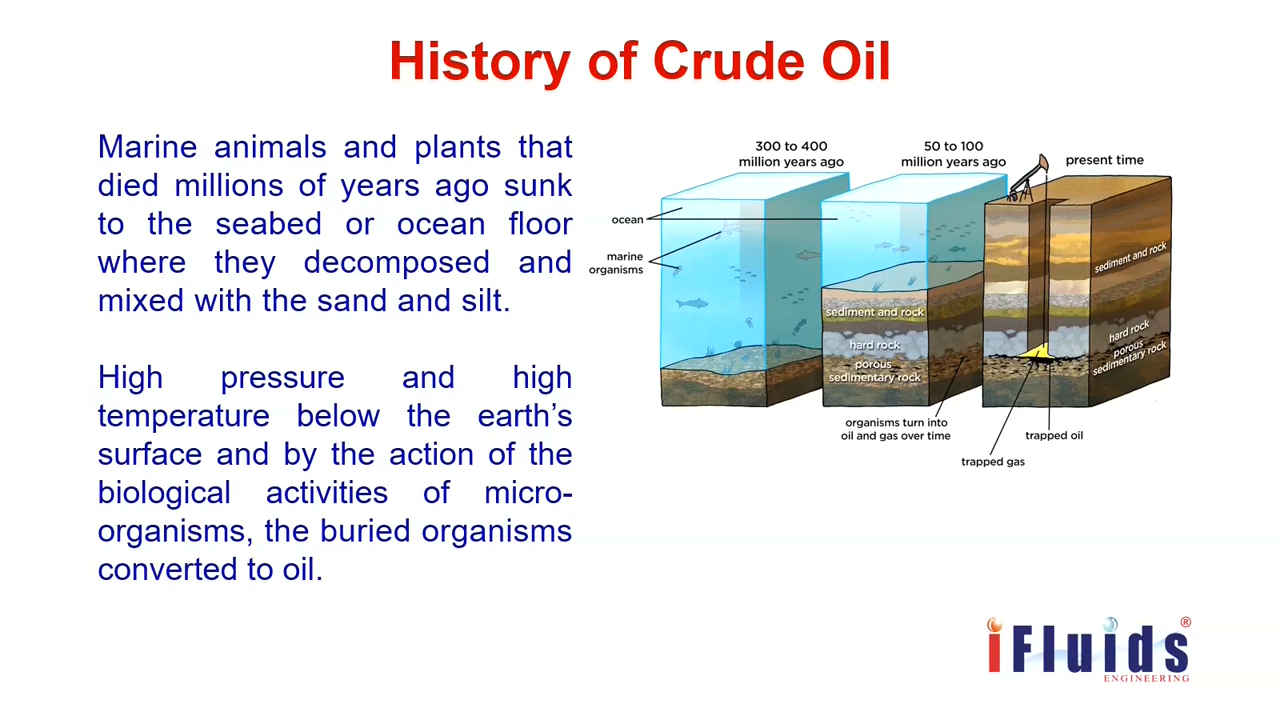 History of Crude Oil
Marine animals and plants that
died millions of years ago sunk
to the seabed or ocean floor
where they decomposed and
mixed with the sand and silt.
High pressure and high
temperature below the earth's
surface and by the action of the
biological activities of micro-
organisms, the buried organisms
converted to oil.
300 to 400
million years ago
50 to 100
million years ago
present time
ocean
marine
organisms
sediment and rock
hard rock
porous
sedimentary rock
sediment and rock
hard rock
porous
sedimentary rock
organisms turn into
oil and gas over time
trapped oil
trapped gas
iFluids®
ENGINEERING